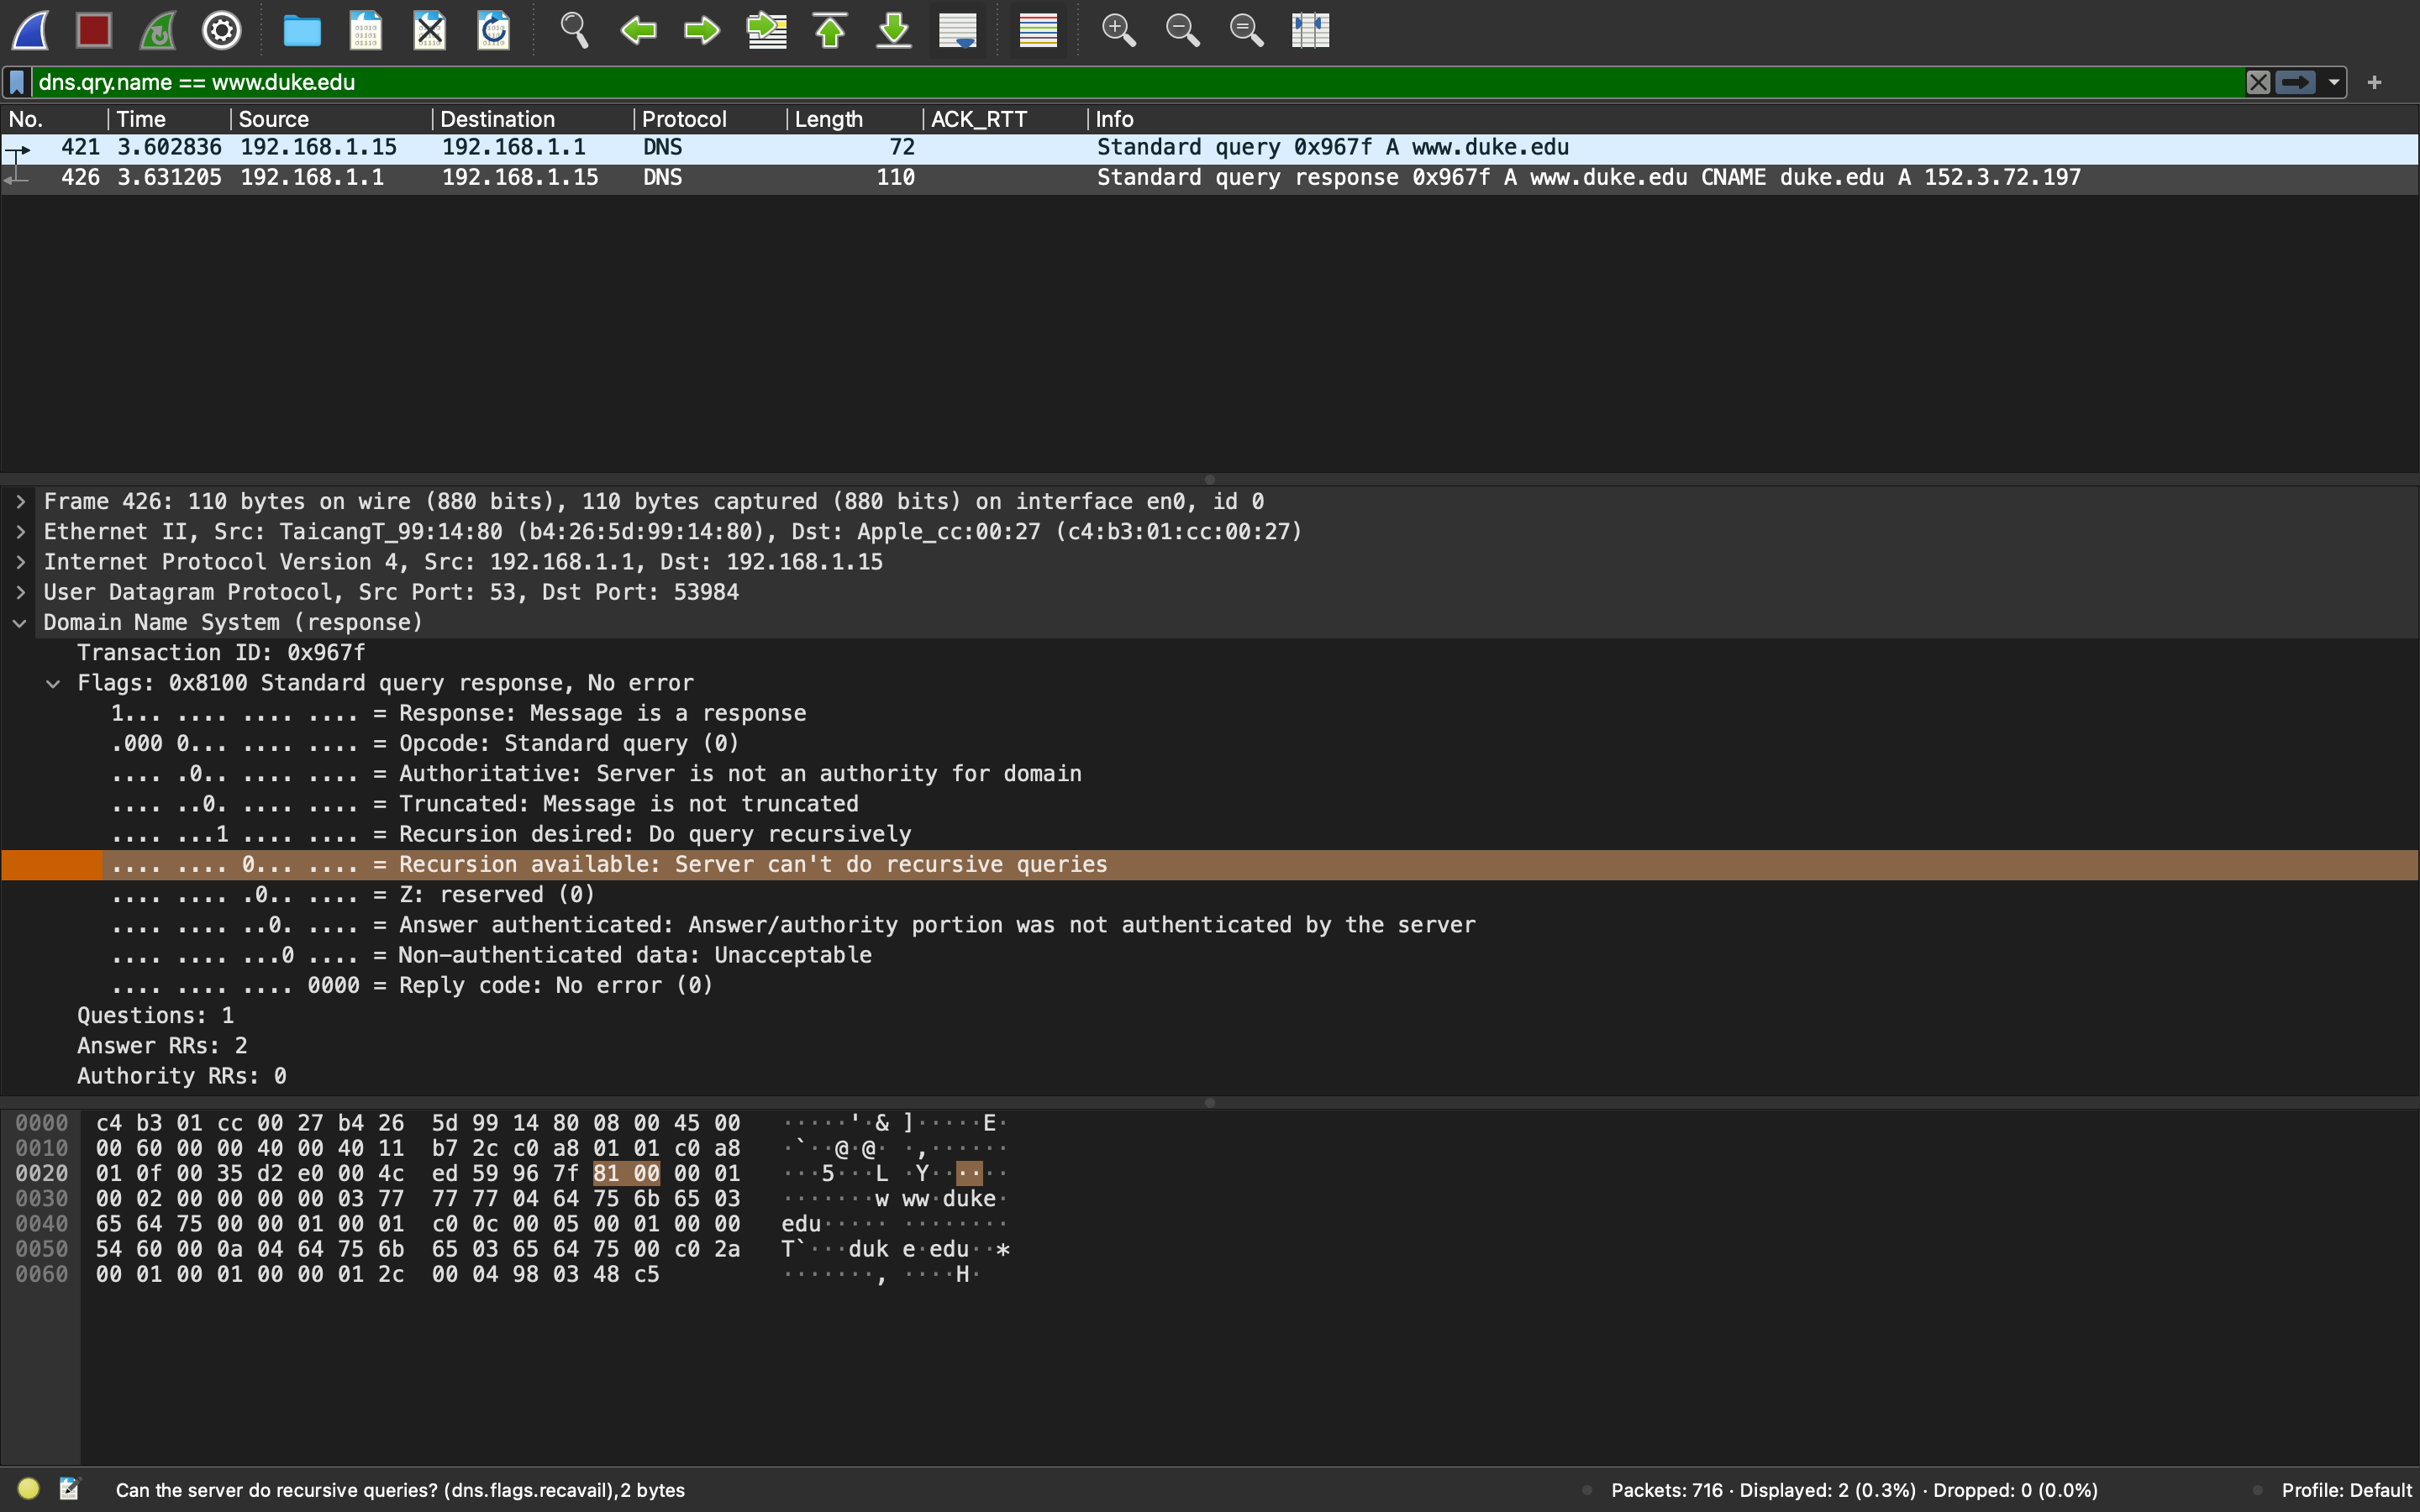 dns.qry.name == www.duke.edu
No. Time Source Destination Protocol Length ACK_RTT Info
421 3.602836 192.168.1.15 192.168.1.1 DNS 72 Standard query 0x967f A www.duke.edu
426 3.631205 192.168.1.1 192.168.1.15 DNS 110 Standard query response 0x967f A www.duke.edu CNAME duke.edu A 152.3.72.197
Frame 426: 110 bytes on wire (880 bits), 110 bytes captured (880 bits) on interface en0, id 0
Ethernet II, Src: TaicangT_99:14:80 (b4:26:5d:99:14:80), Dst: Apple_cc:00:27 (c4:b3:01:cc:00:27)
Internet Protocol Version 4, Src: 192.168.1.1, Dst: 192.168.1.15
User Datagram Protocol, Src Port: 53, Dst Port: 53984
Domain Name System (response)
Transaction ID: 0x967f
Flags: 0x8100 Standard query response, No error
1... .... .... .... = Response: Message is a response
.000 0... .... .... = Opcode: Standard query (0)
.... .0.. .... .... = Authoritative: Server is not an authority for domain
.... ..0. .... .... = Truncated: Message is not truncated
.... ...1 .... .... = Recursion desired: Do query recursively
.... .... 0... .... = Recursion available: Server can't do recursive queries
.... .... .0.. .... = Z: reserved (0)
.... .... ..0. .... = Answer authenticated: Answer/authority portion was not authenticated by the server
.... .... ...0 .... = Non-authenticated data: Unacceptable
.... .... .... 0000 = Reply code: No error (0)
Questions: 1
Answer RRs: 2
Authority RRs: 0
0000 c4 b3 01 cc 00 27 b4 26 5d 99 14 80 08 00 45 00 ·····'·& ]·····E·
0010 00 60 00 00 40 00 40 11 b7 2c c0 a8 01 01 c0 a8 ·`··@·@· ·,······
0020 01 0f 00 35 d2 e0 00 4c ed 59 96 7f 81 00 00 01 ···5···L ·Y······
0030 00 02 00 00 00 00 03 77 77 77 04 64 75 6b 65 03 ·······w ww·duke·
0040 65 64 75 00 00 01 00 01 c0 0c 00 05 00 01 00 00 edu····· ········
0050 54 60 00 0a 04 64 75 6b 65 03 65 64 75 00 c0 2a T`···duk e·edu··*
0060 00 01 00 01 00 00 01 2c 00 04 98 03 48 c5 ·······, ····H·
Can the server do recursive queries? (dns.flags.recavail), 2 bytes Packets: 716 · Displayed: 2 (0.3%) · Dropped: 0 (0.0%) Profile: Default